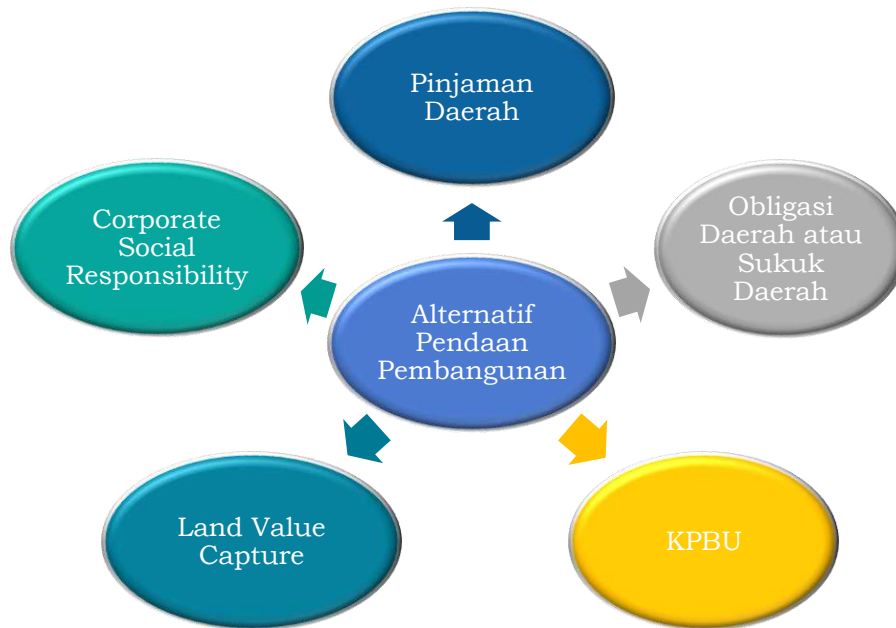 Pinjaman
Daerah
Corporate
Social
Responsibility
Obligasi
Daerah atau
Sukuk
Daerah
Alternatif
Pendaan
Pembangunan
Land Value
Capture
KPBU